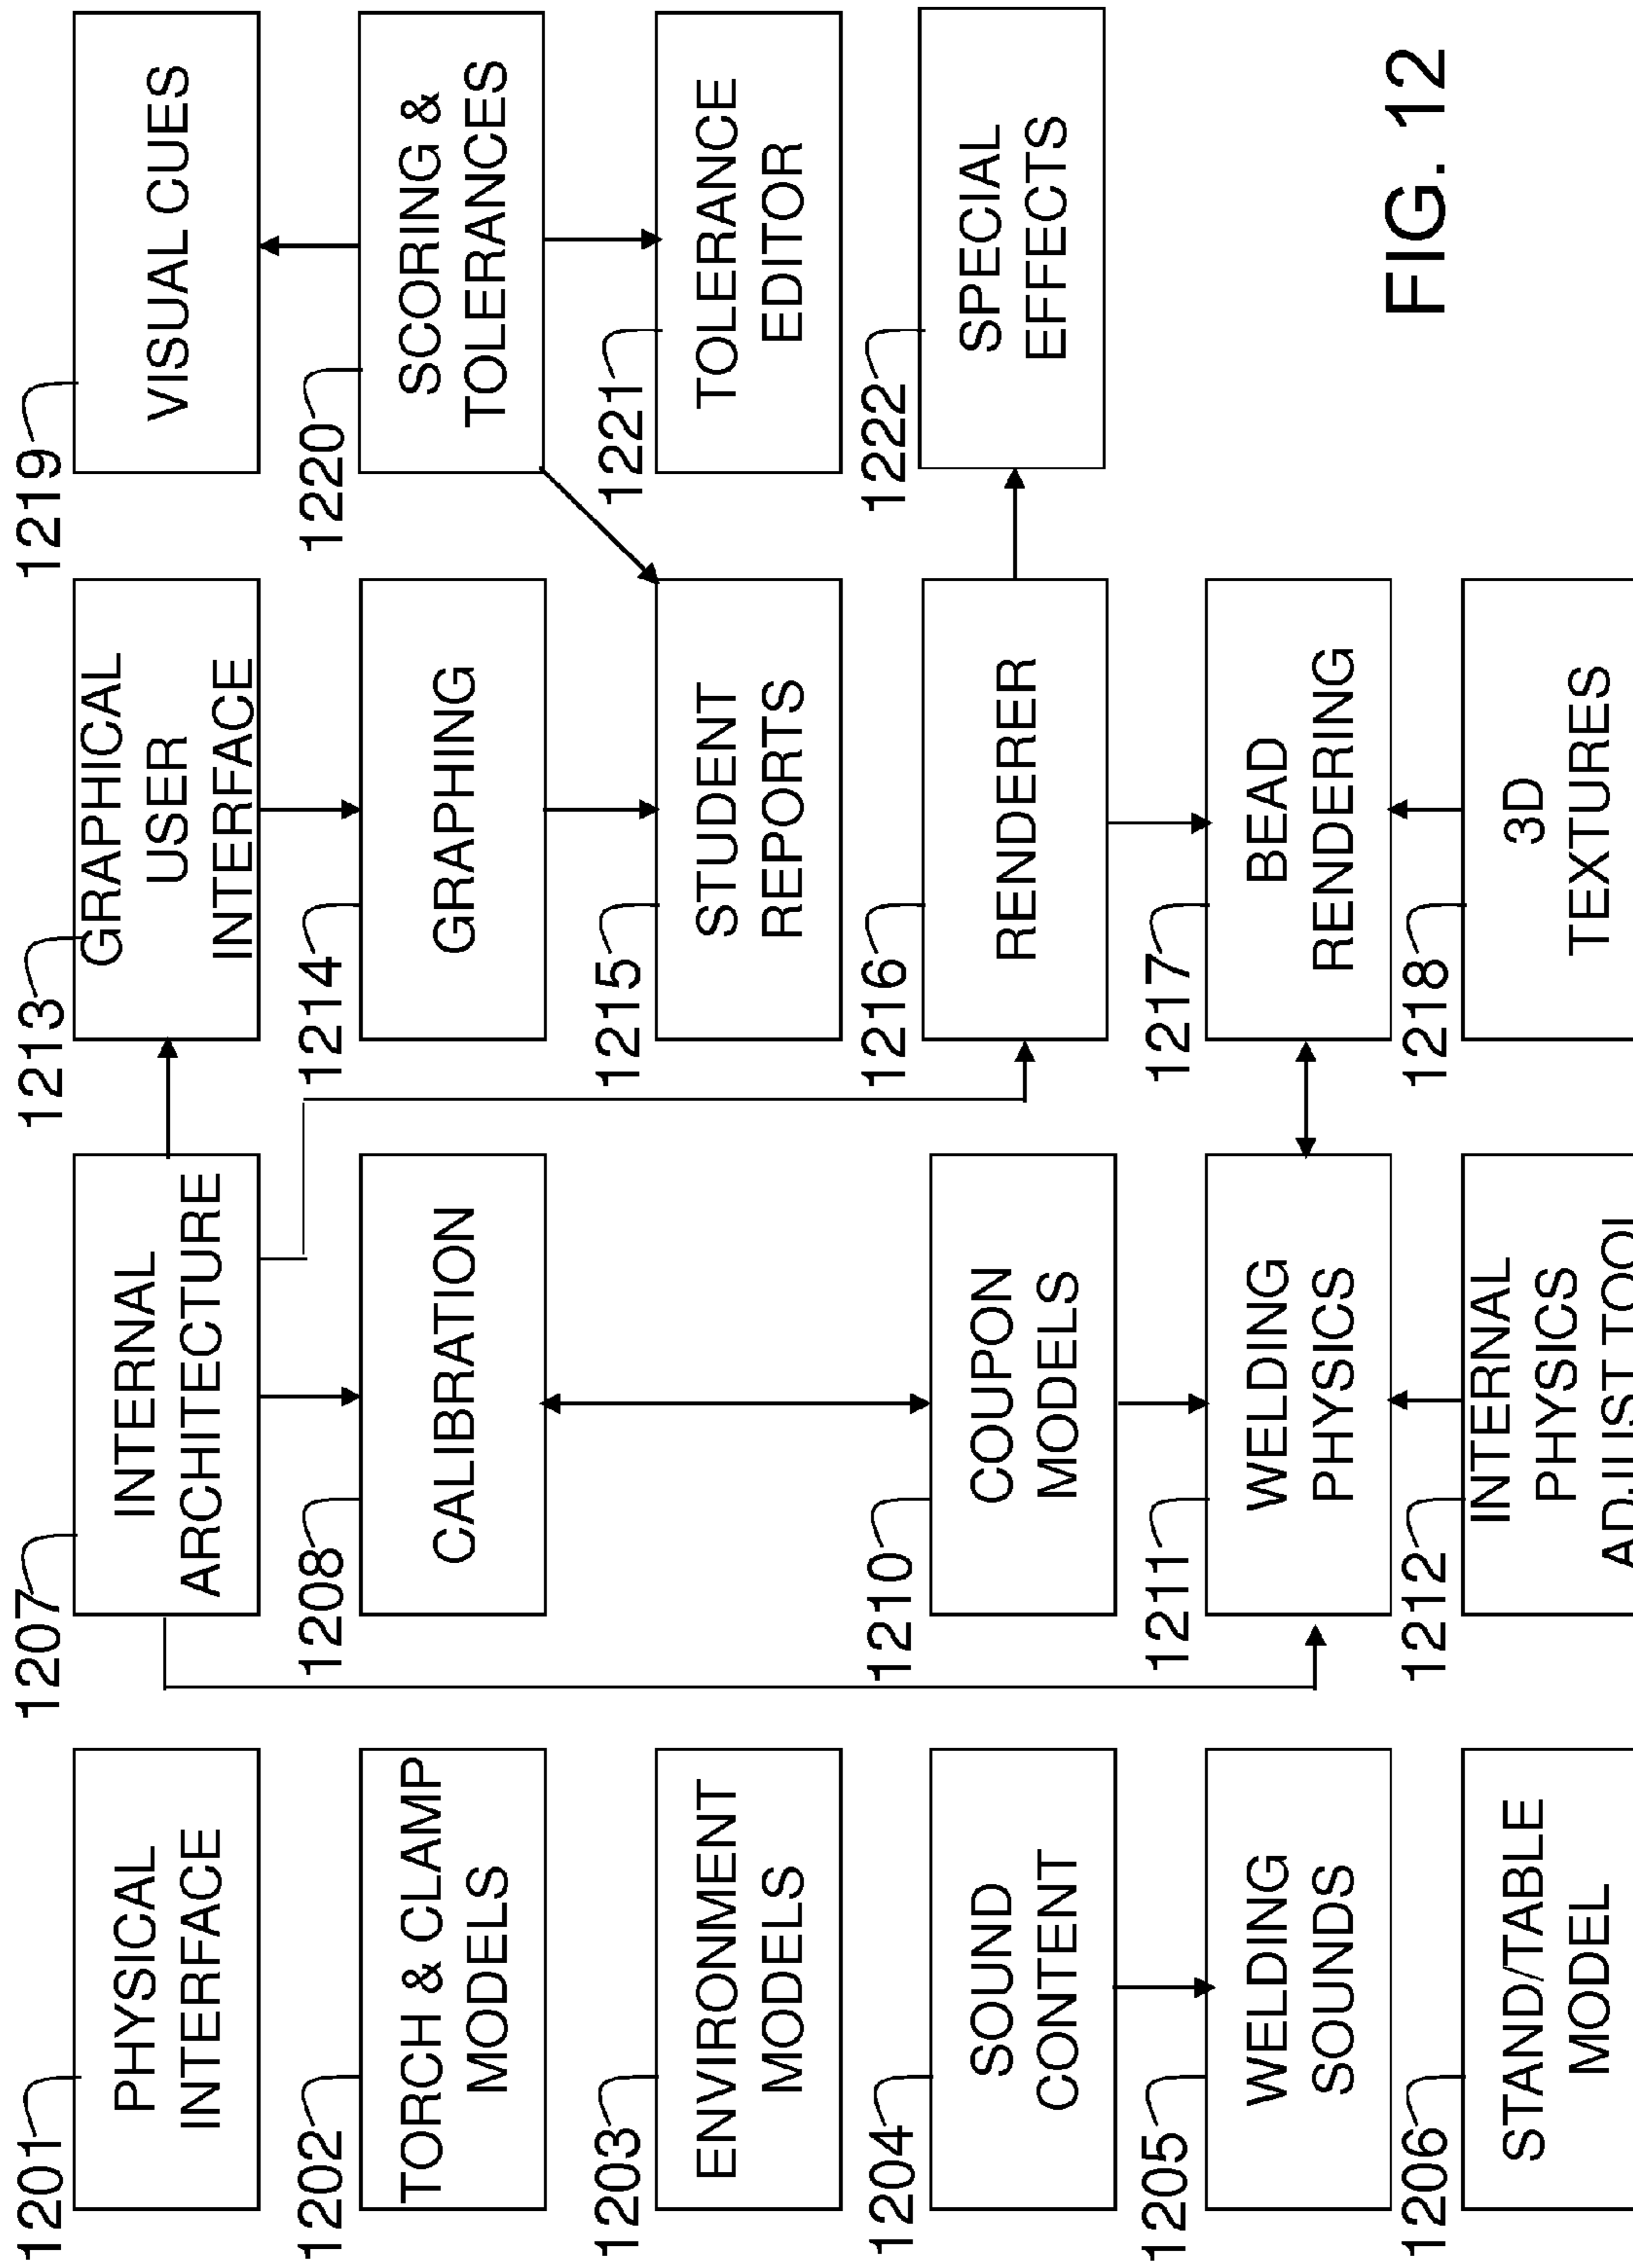 1201
PHYSICAL
INTERFACE
1202
TORCH & CLAMP
MODELS
1203
ENVIRONMENT
MODELS
1204
SOUND
CONTENT
1205
WELDING
SOUNDS
1206
STAND/TABLE
MODEL
1207
INTERNAL
ARCHITECTURE
1208
CALIBRATION
1210
COUPON
MODELS
1211
WELDING
PHYSICS
1212
INTERNAL
PHYSICS
ADJUST TOOL
1213
GRAPHICAL
USER
INTERFACE
1214
GRAPHING
1215
STUDENT
REPORTS
1216
RENDERER
1217
BEAD
RENDERING
1218
3D
TEXTURES
1219
VISUAL CUES
1220
SCORING &
TOLERANCES
1221
TOLERANCE
EDITOR
1222
SPECIAL
EFFECTS
FIG. 12